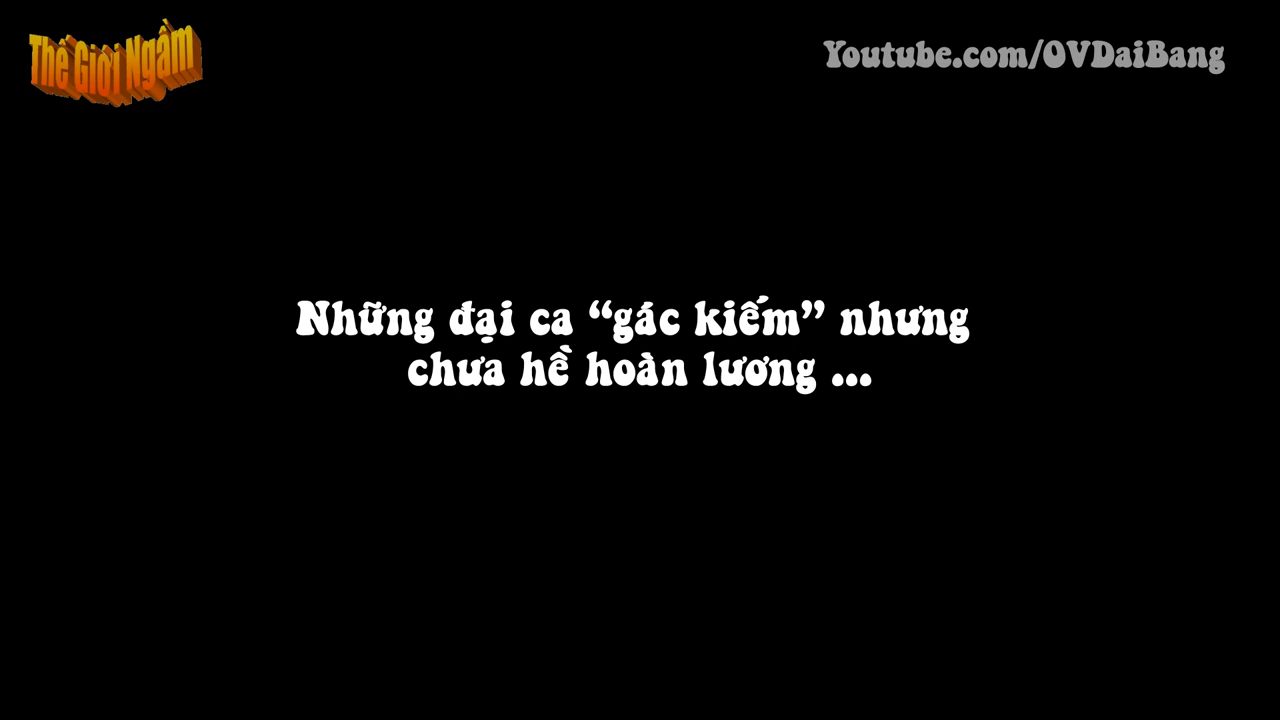 Thế Giới Ngầm
Youtube.com/OVDaiBang
Những đại ca “gác kiếm” nhưng
chưa hề hoàn lương ...